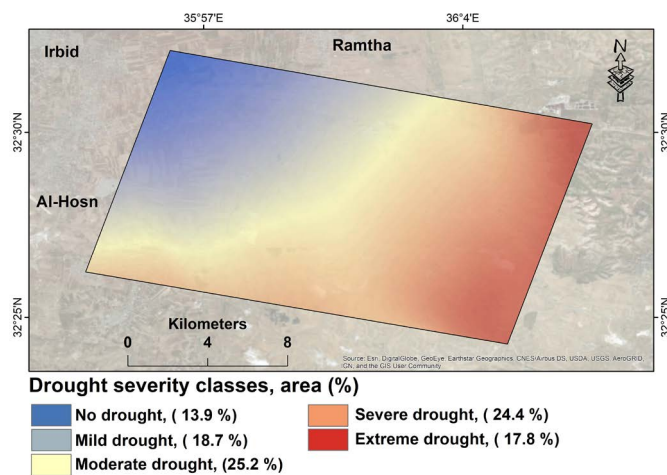 35°57'E
36°4'E
Irbid
Ramtha
N
32°30'N
32°30'N
Al-Hosn
32°25'N
32°25'N
Kilometers
0 4 8
Source: Esri, DigitalGlobe, GeoEye, Earthstar Geographics, CNES/Airbus DS, USDA, USGS, AeroGRID,
GN, and the GIS User Community
Drought severity classes, area (%)
No drought, ( 13.9 %)
Mild drought, ( 18.7 %)
Moderate drought, (25.2 %)
Severe drought, ( 24.4 %)
Extreme drought, ( 17.8 %)